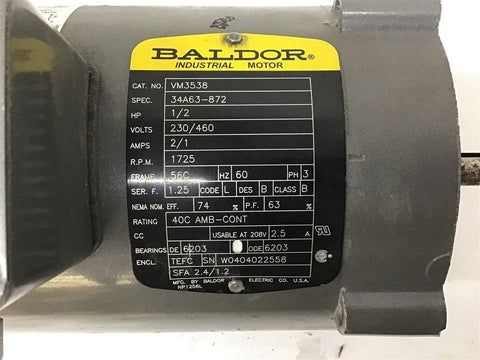 BALDOR®
INDUSTRIAL MOTOR
CAT. NO. VM3538
SPEC. 34A63-872
HP 1/2
VOLTS 230/460
AMPS 2/1
R.P.M. 1725
FRAME 56C HZ 60 PH 3
SER. F. 1.25 CODE L DES B CLASS B
NEMA NOM. EFF. 74 % P.F. 63 %
RATING 40C AMB-CONT
CC USABLE AT 208V 2.5 A
BEARINGS DE 6203 ODE 6203
ENCL. TEFC SN W0404022558
SFA 2.4/1.2
MFG. BY BALDOR ELECTRIC CO. U.S.A.
NP1256L